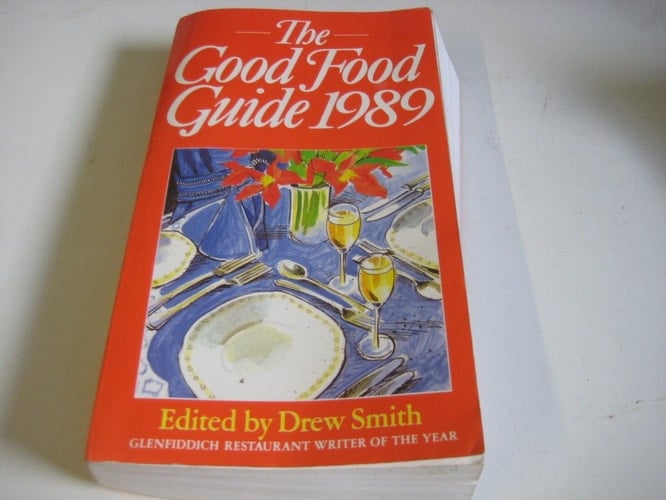 The
Good Food
Guide 1989
Edited by Drew Smith
GLENFIDDICH RESTAURANT WRITER OF THE YEAR